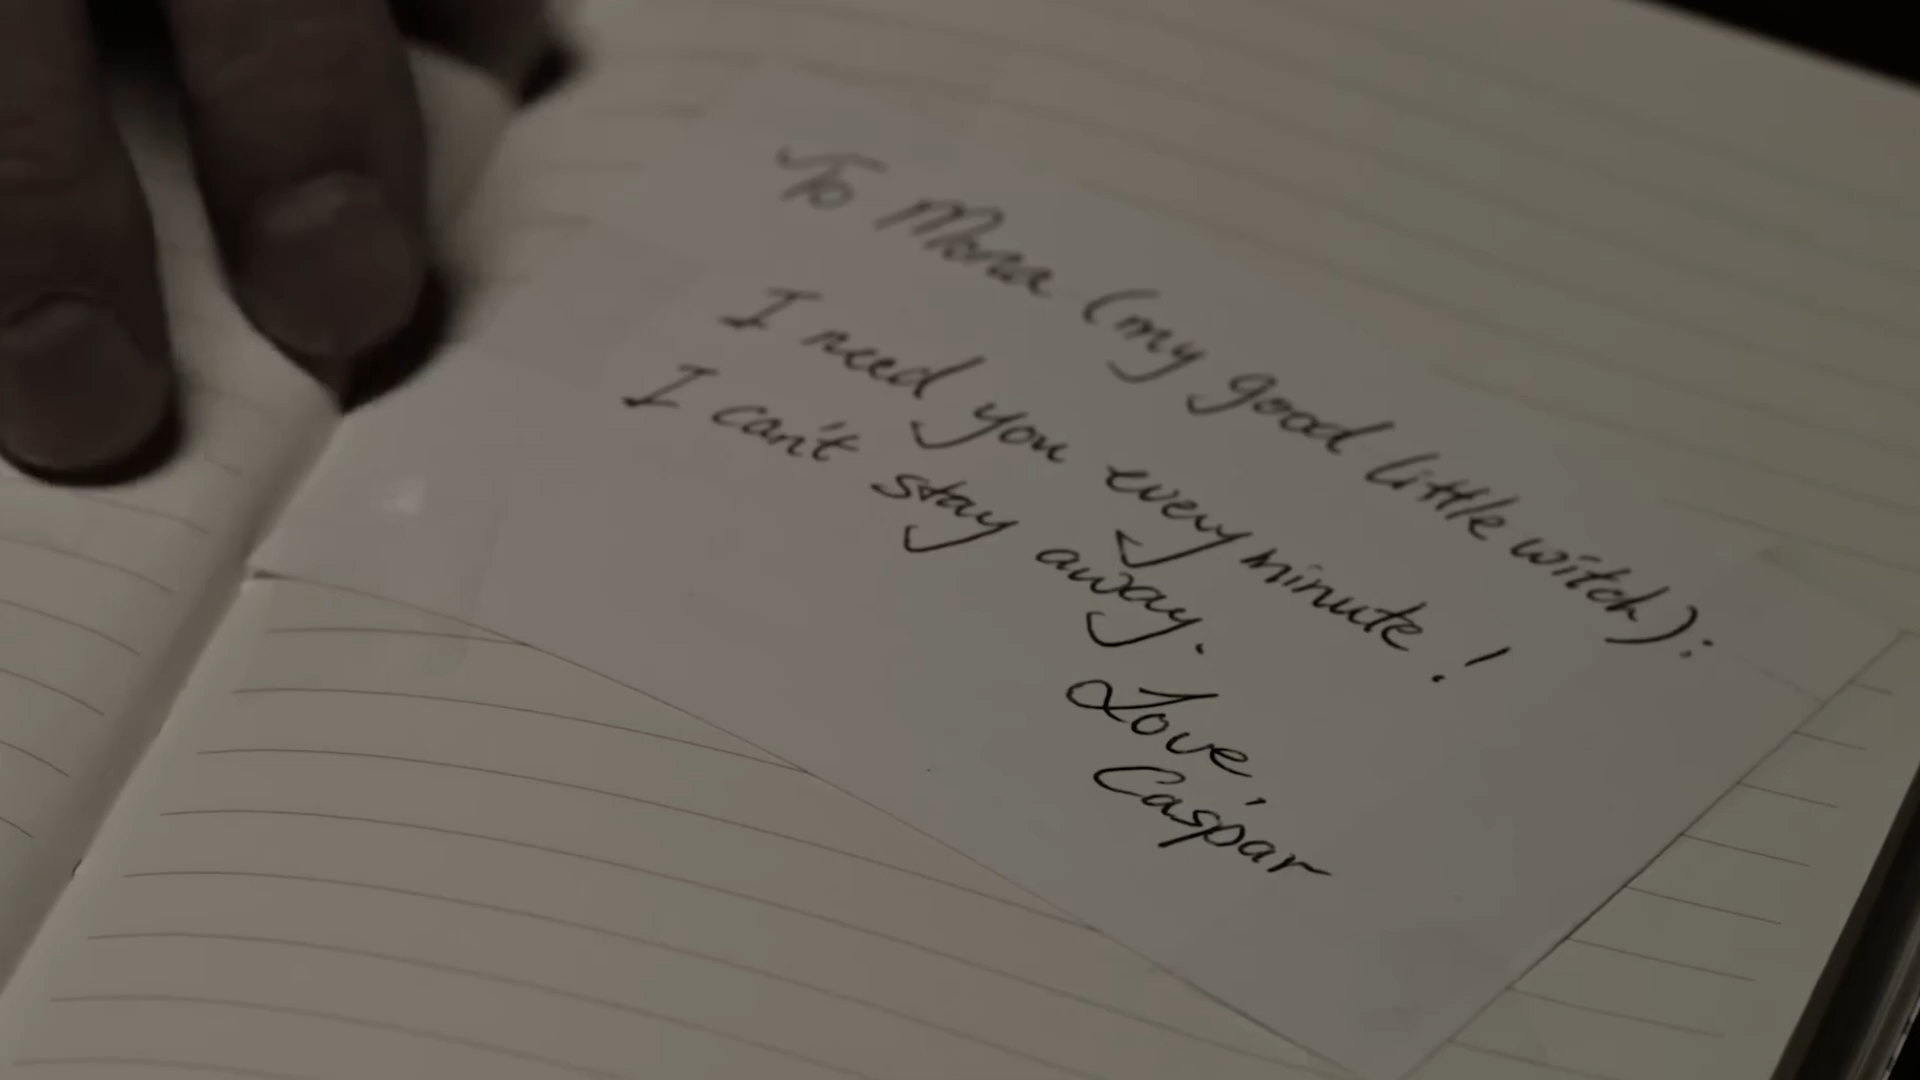 To Mona (my good little witch):
I need you every minute!
I can't stay away.
Love,
Caspar